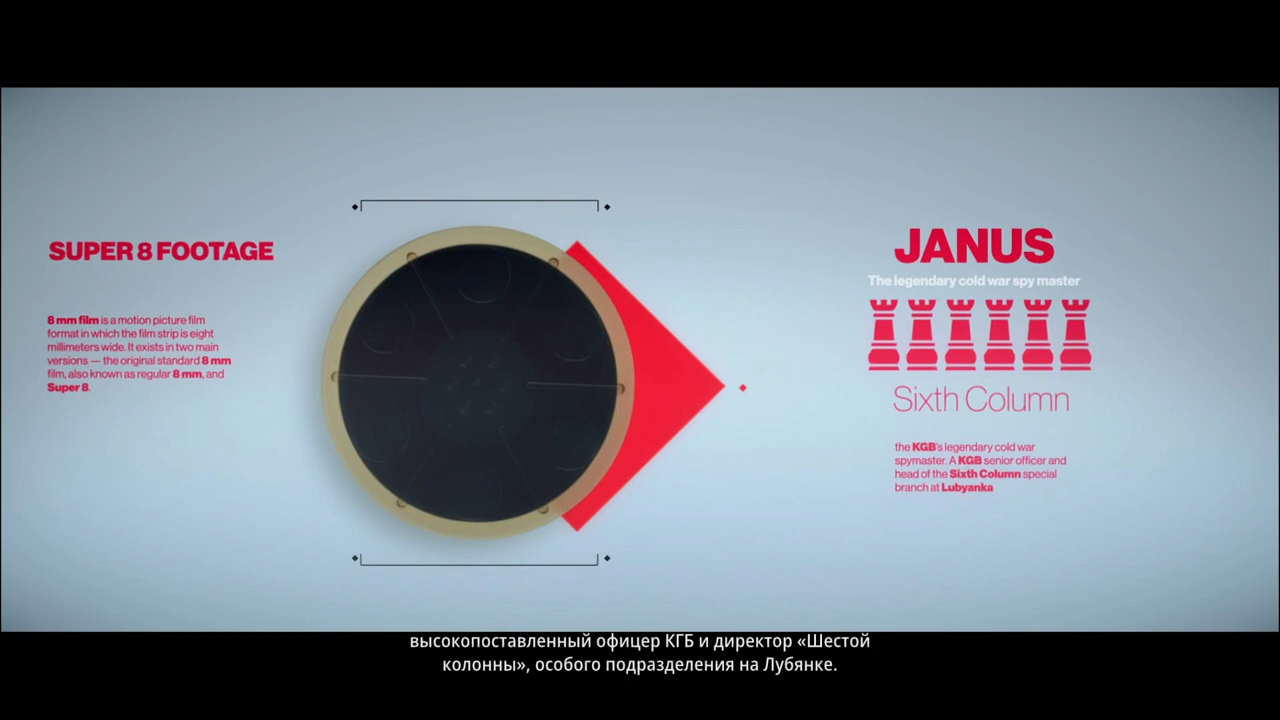 SUPER 8 FOOTAGE
8 mm film is a motion picture film
format in which the film strip is eight
millimeters wide. It exists in two main
versions — the original standard 8 mm
film, also known as regular 8 mm, and
Super 8.
JANUS
The legendary cold war spy master
Sixth Column
the KGB's legendary cold war
spymaster. A KGB senior officer and
head of the Sixth Column special
branch at Lubyanka
высокопоставленный офицер КГБ и директор «Шестой
колонны», особого подразделения на Лубянке.